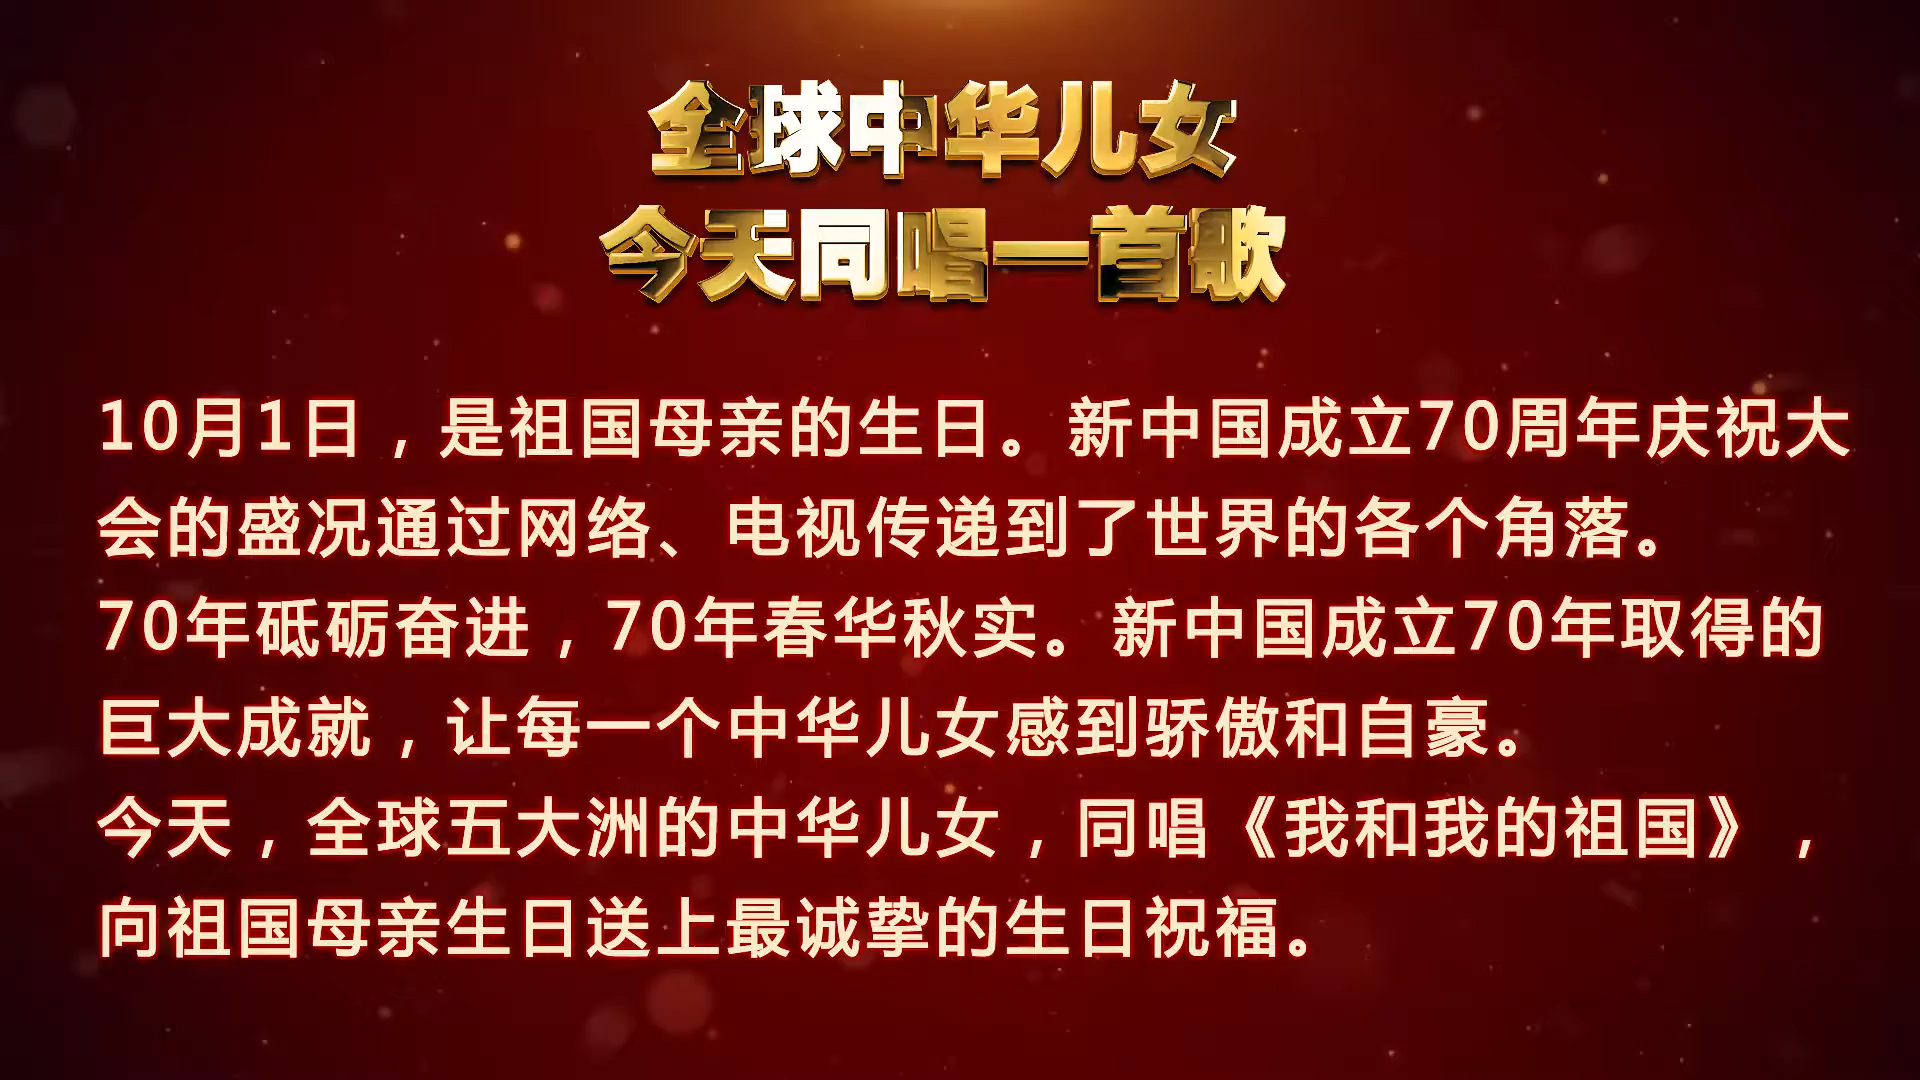 全球中华儿女
今天同唱一首歌
10月1日，是祖国母亲的生日。新中国成立70周年庆祝大
会的盛况通过网络、电视传递到了世界的各个角落。
70年砥砺奋进，70年春华秋实。新中国成立70年取得的
巨大成就，让每一个中华儿女感到骄傲和自豪。
今天，全球五大洲的中华儿女，同唱《我和我的祖国》，
向祖国母亲生日送上最诚挚的生日祝福。